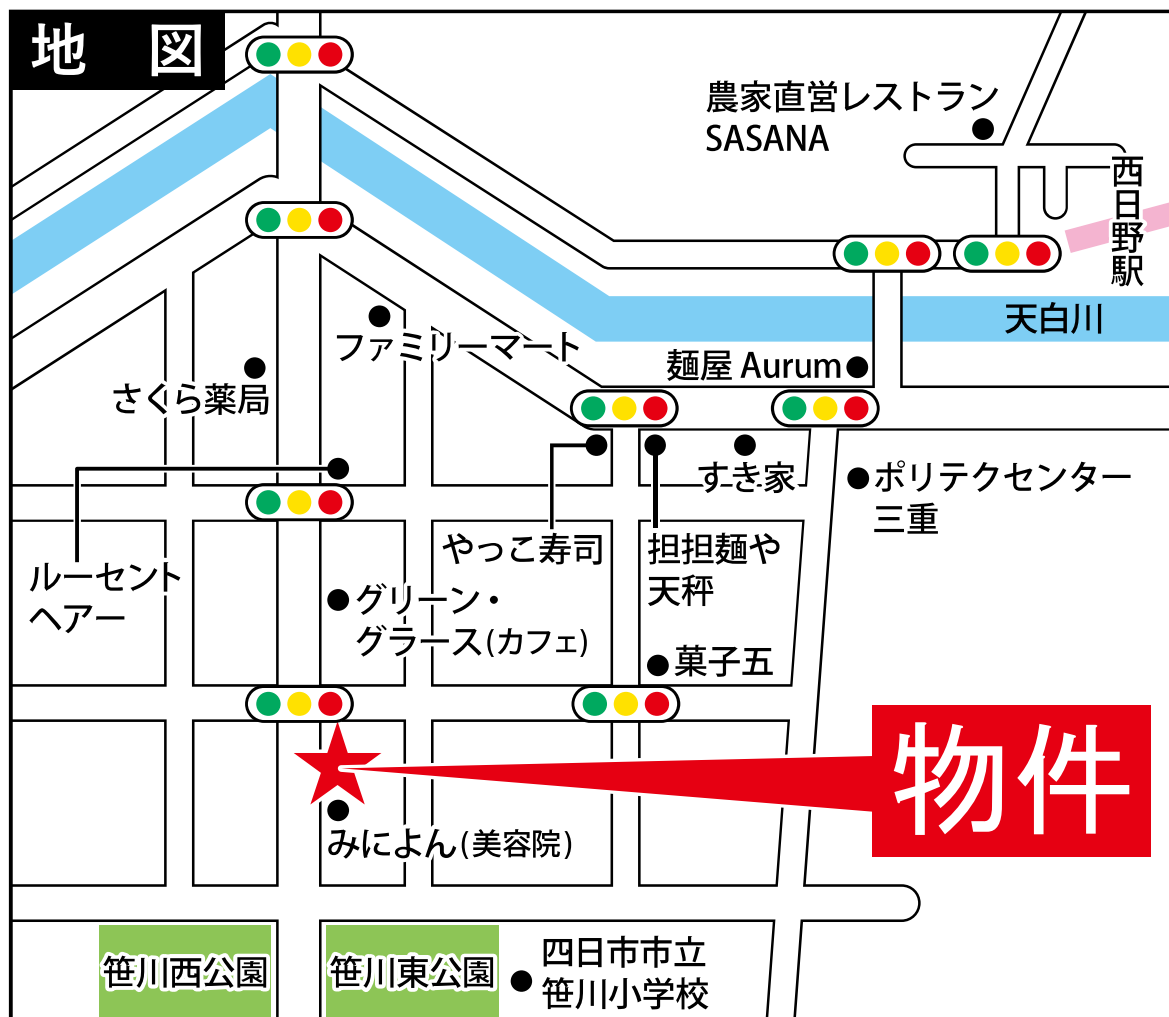 地　図
農家直営レストラン
SASANA
西日野駅
天白川
ファミリーマート
麺屋 Aurum
さくら薬局
すき家
ポリテクセンター
三重
やっこ寿司
担担麺や
天秤
ルーセント
ヘアー
グリーン・
グラース(カフェ)
菓子五
物件
みによん(美容院)
笹川西公園
笹川東公園
四日市市立
笹川小学校